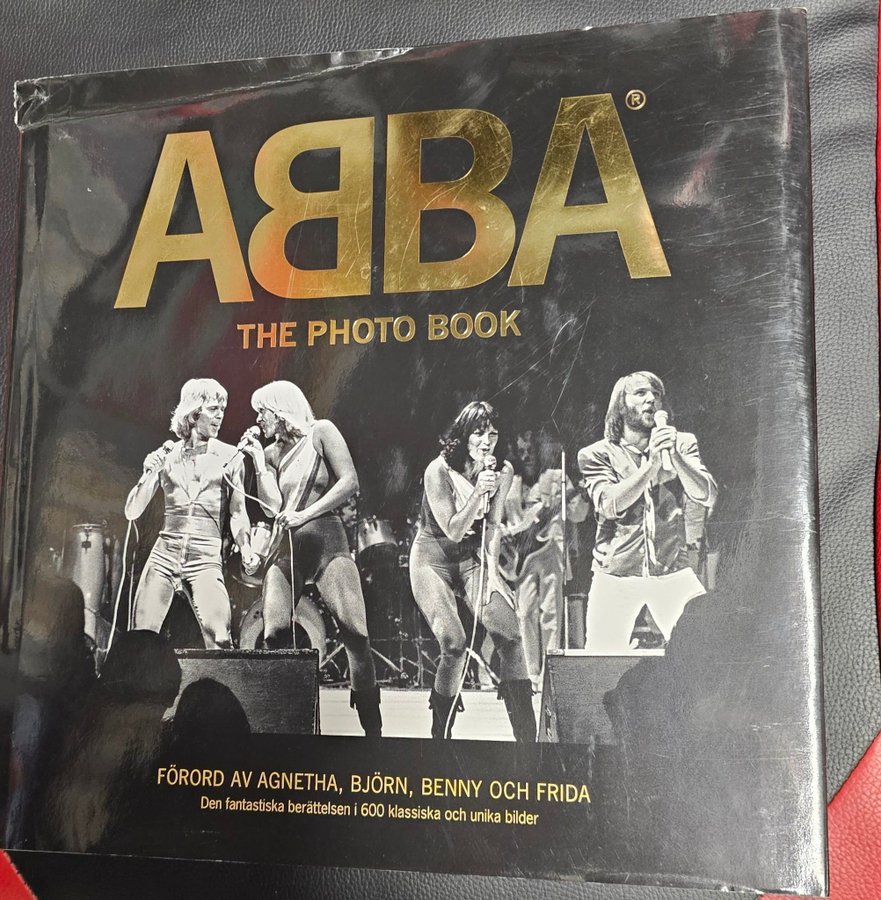 ABBA®
THE PHOTO BOOK
FÖRORD AV AGNETHA, BJÖRN, BENNY OCH FRIDA
Den fantastiska berättelsen i 600 klassiska och unika bilder